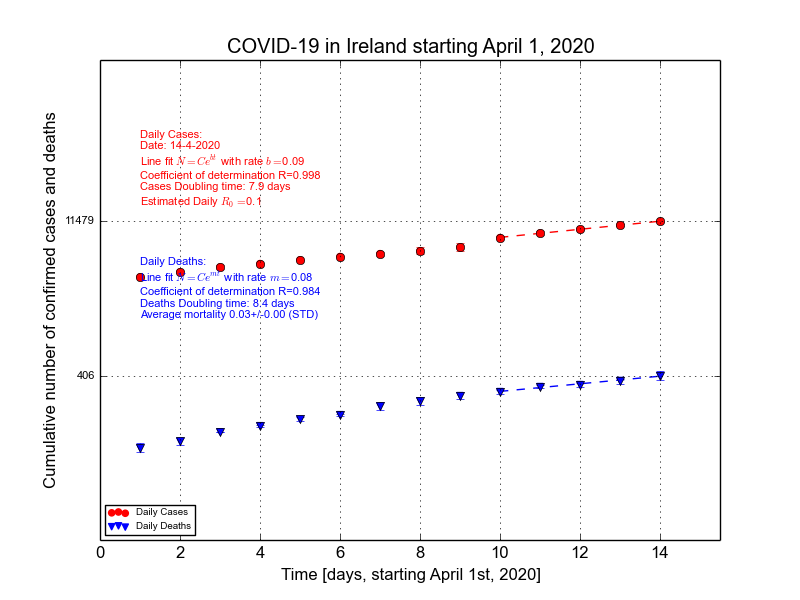 COVID-19 in Ireland starting April 1, 2020
Cumulative number of confirmed cases and deaths
Daily Cases:
Date: 14-4-2020
Line fit N = Ce^{bt} with rate b =0.09
Coefficient of determination R=0.998
Cases Doubling time: 7.9 days
Estimated Daily R_0 =0.1
11479
Daily Deaths:
Line fit N = Ce^{mt} with rate m =0.08
Coefficient of determination R=0.984
Deaths Doubling time: 8.4 days
Average mortality 0.03+/-0.00 (STD)
406
Daily Cases
Daily Deaths
0 2 4 6 8 10 12 14
Time [days, starting April 1st, 2020]